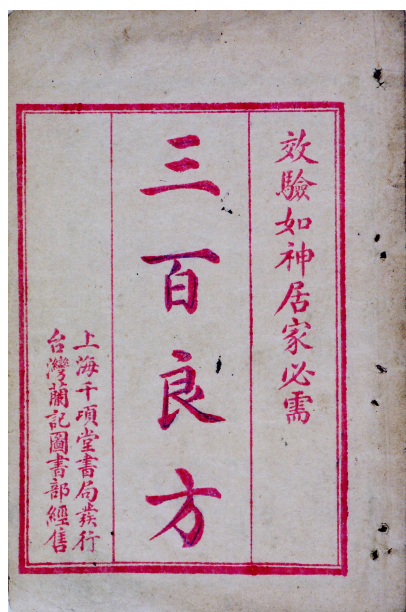 效驗如神居家必需
三百良方
上海千頃堂書局發行
台灣蘭記圖書部經售